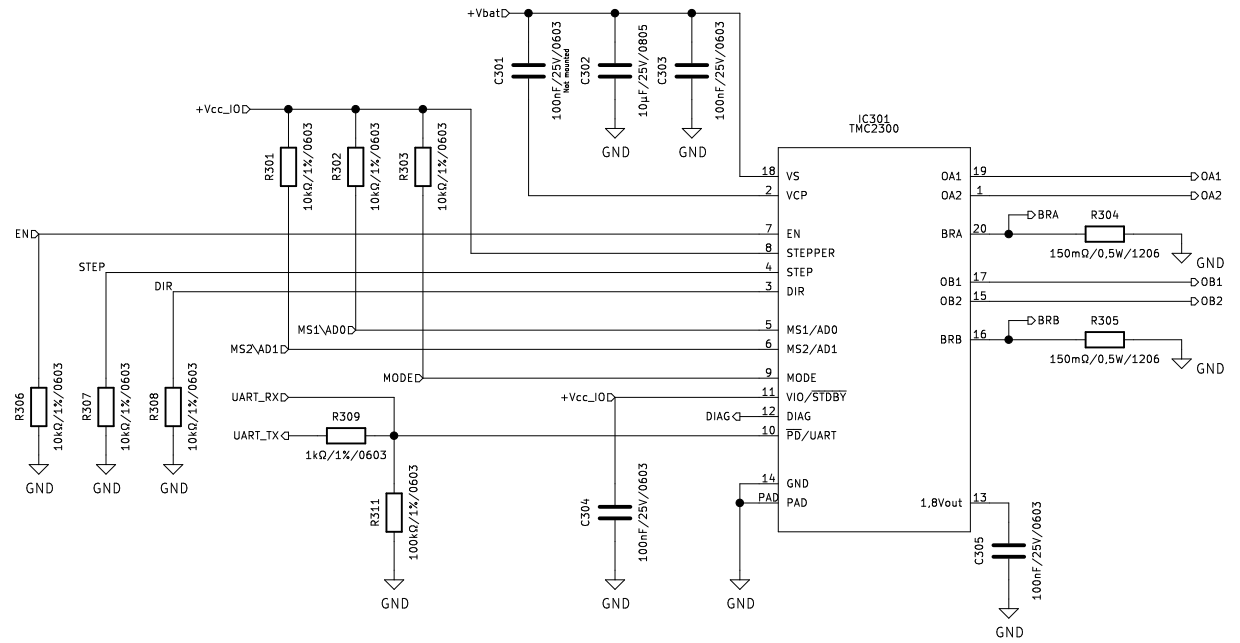 +Vbat
C301
100nF/25V/0603
Not mounted
C302
10µF/25V/0805
C303
100nF/25V/0603
GND
GND
+Vcc_IO
R301
10kΩ/1%/0603
R302
10kΩ/1%/0603
R303
10kΩ/1%/0603
IC301
TMC2300
18 VS
2 VCP
7 EN
8 STEPPER
4 STEP
3 DIR
5 MS1/AD0
6 MS2/AD1
9 MODE
11 VIO/STDBY
12 DIAG
10 PD/UART
14 GND
PAD PAD
OA1 19
OA2 1
BRA 20
OB1 17
OB2 15
BRB 16
1,8Vout 13
OA1
OA2
BRA
R304
150mΩ/0,5W/1206
GND
OB1
OB2
BRB
R305
150mΩ/0,5W/1206
GND
EN
STEP
DIR
MS1\AD0
MS2\AD1
MODE
R306
10kΩ/1%/0603
GND
R307
10kΩ/1%/0603
GND
R308
10kΩ/1%/0603
GND
UART_RX
R309
UART_TX
1kΩ/1%/0603
R311
100kΩ/1%/0603
GND
+Vcc_IO
DIAG
C304
100nF/25V/0603
GND
GND
C305
100nF/25V/0603
GND